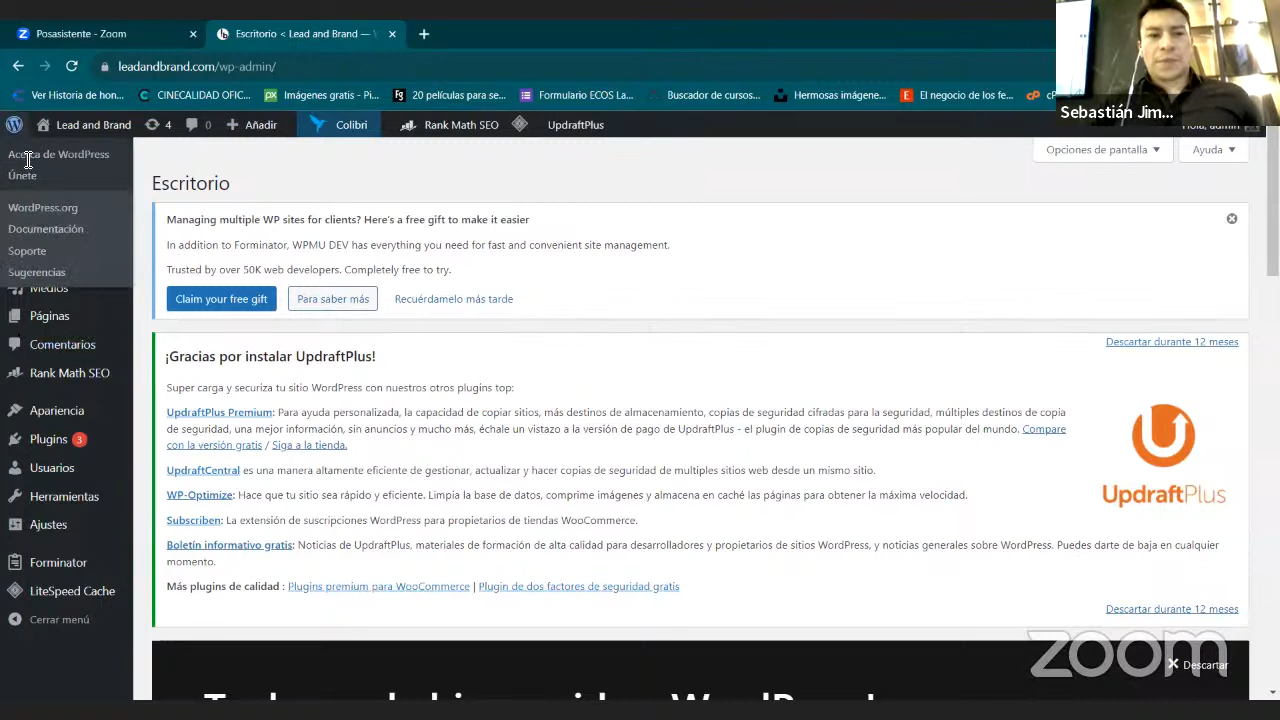 Posasistente - Zoom
Escritorio < Lead and Brand —
leadandbrand.com/wp-admin/
Ver Historia de hon...
CINECALIDAD OFIC...
Imágenes gratis - Pi...
20 películas para se...
Formulario ECOS La...
Buscador de cursos...
Hermosas imágene...
El negocio de los fe...
Sebastián Jim...
Lead and Brand
4
0
Añadir
Colibri
Rank Math SEO
UpdraftPlus
Hola, admin
Acerca de WordPress
Únete
WordPress.org
Documentación
Soporte
Sugerencias
Medios
Páginas
Comentarios
Rank Math SEO
Apariencia
Plugins 3
Usuarios
Herramientas
Ajustes
Forminator
LiteSpeed Cache
Cerrar menú
Opciones de pantalla
Ayuda
Escritorio
Managing multiple WP sites for clients? Here's a free gift to make it easier
In addition to Forminator, WPMU DEV has everything you need for fast and convenient site management.
Trusted by over 50K web developers. Completely free to try.
Claim your free gift
Para saber más
Recuérdamelo más tarde
Descartar durante 12 meses
¡Gracias por instalar UpdraftPlus!
Super carga y securiza tu sitio WordPress con nuestros otros plugins top:
UpdraftPlus Premium: Para ayuda personalizada, la capacidad de copiar sitios, más destinos de almacenamiento, copias de seguridad cifradas para la seguridad, múltiples destinos de copia
de seguridad, una mejor información, sin anuncios y mucho más, échale un vistazo a la versión de pago de UpdraftPlus - el plugin de copias de seguridad más popular del mundo. Compare
con la versión gratis / Siga a la tienda.
UpdraftCentral es una manera altamente eficiente de gestionar, actualizar y hacer copias de seguridad de multiples sitios web desde un mismo sitio.
WP-Optimize: Hace que tu sitio sea rápido y eficiente. Limpia la base de datos, comprime imágenes y almacena en caché las páginas para obtener la máxima velocidad.
Subscriben: La extensión de suscripciones WordPress para propietarios de tiendas WooCommerce.
Boletín informativo gratis: Noticias de UpdraftPlus, materiales de formación de alta calidad para desarrolladores y propietarios de sitios WordPress, y noticias generales sobre WordPress. Puedes darte de baja en cualquier
momento.
Más plugins de calidad : Plugins premium para WooCommerce | Plugin de dos factores de seguridad gratis
UpdraftPlus
Descartar durante 12 meses
zoom
Descartar